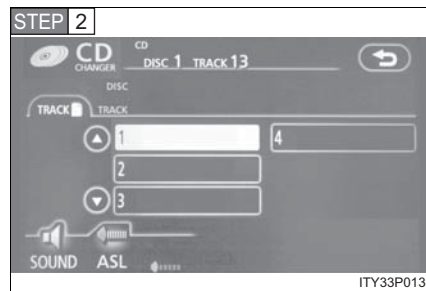 STEP 2
CD CHANGER
CD
DISC 1 TRACK 13
DISC
TRACK TRACK
1
2
3
4
SOUND ASL
ITY33P013